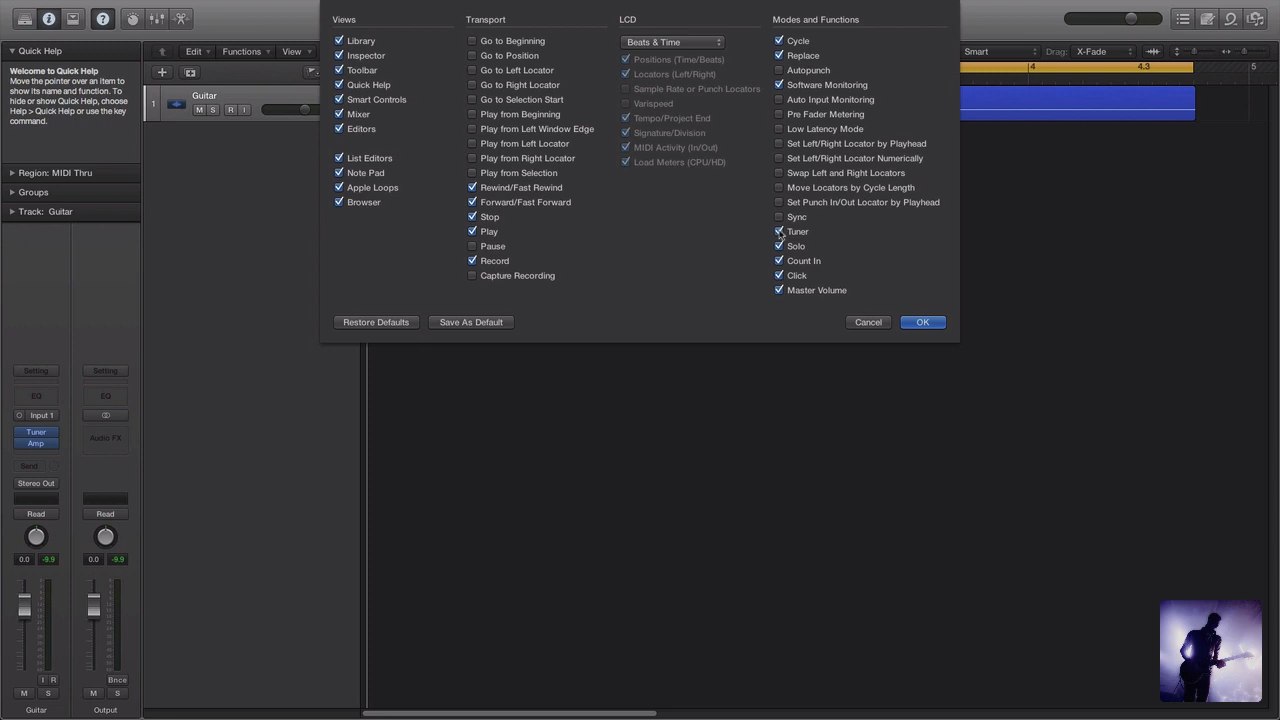 Views
Transport
LCD
Modes and Functions
Library
Inspector
Toolbar
Quick Help
Smart Controls
Mixer
Editors
List Editors
Note Pad
Apple Loops
Browser
Go to Beginning
Go to Position
Go to Left Locator
Go to Right Locator
Go to Selection Start
Play from Beginning
Play from Left Window Edge
Play from Left Locator
Play from Right Locator
Play from Selection
Rewind/Fast Rewind
Forward/Fast Forward
Stop
Play
Pause
Record
Capture Recording
Beats & Time
Positions (Time/Beats)
Locators (Left/Right)
Sample Rate or Punch Locators
Varispeed
Tempo/Project End
Signature/Division
MIDI Activity (In/Out)
Load Meters (CPU/HD)
Cycle
Replace
Autopunch
Software Monitoring
Auto Input Monitoring
Pre Fader Metering
Low Latency Mode
Set Left/Right Locator by Playhead
Set Left/Right Locator Numerically
Swap Left and Right Locators
Move Locators by Cycle Length
Set Punch In/Out Locator by Playhead
Sync
Tuner
Solo
Count In
Click
Master Volume
Restore Defaults
Save As Default
Cancel
OK
Quick Help
Welcome to Quick Help
Move the pointer over an item to
show its name and function. To
hide or show Quick Help, choose
Help > Quick Help or use the key
command.
Region: MIDI Thru
Groups
Track: Guitar
Edit
Functions
View
1
Guitar
M S R I
Smart
Drag: X-Fade
4
4.3
5
Setting
Setting
EQ
EQ
Input 1
Tuner
Amp
Audio FX
Send
Stereo Out
Read
Read
0.0 -9.9
0.0 -9.9
I R
Bnce
M S
M S
Guitar
Output